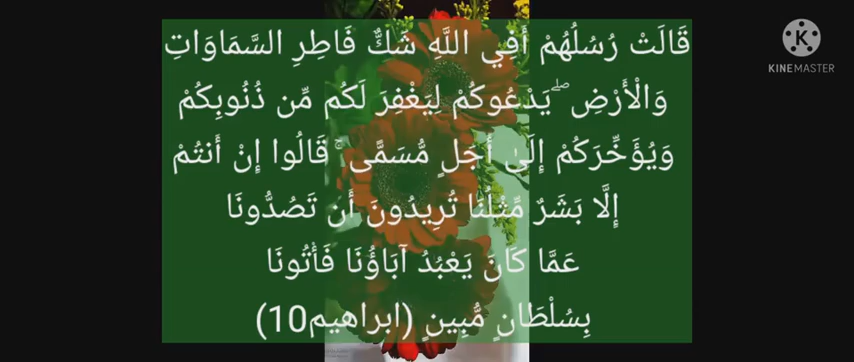 قَالَتْ رُسُلُهُمْ أَفِي اللَّهِ شَكٌّ فَاطِرِ السَّمَاوَاتِ
وَالْأَرْضِ ۖ يَدْعُوكُمْ لِيَغْفِرَ لَكُم مِّن ذُنُوبِكُمْ
وَيُؤَخِّرَكُمْ إِلَىٰ أَجَلٍ مُّسَمًّى ۚ قَالُوا إِنْ أَنتُمْ
إِلَّا بَشَرٌ مِّثْلُنَا تُرِيدُونَ أَن تَصُدُّونَا
عَمَّا كَانَ يَعْبُدُ آبَاؤُنَا فَأْتُونَا
بِسُلْطَانٍ مُّبِينٍ (ابراهيم10)
K
KINEMASTER